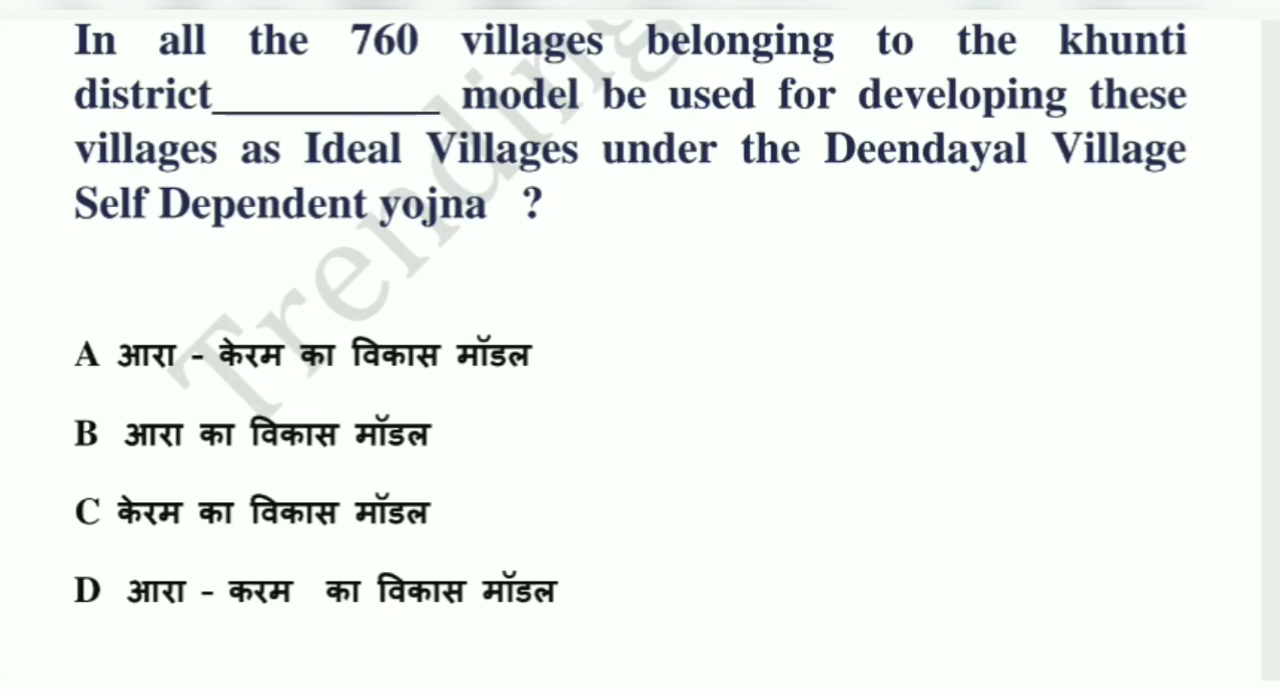 In all the 760 villages belonging to the khunti
district__________ model be used for developing these
villages as Ideal Villages under the Deendayal Village
Self Dependent yojna ?
A आरा - केरम का विकास मॉडल
B आरा का विकास मॉडल
C केरम का विकास मॉडल
D आरा - करम का विकास मॉडल
Trending